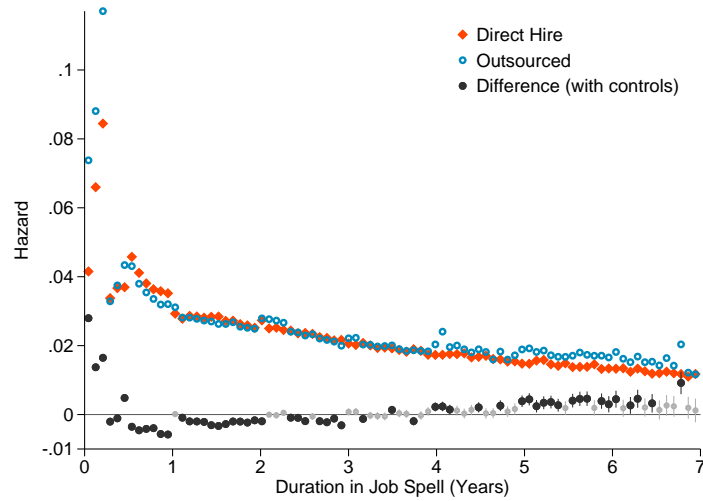 Direct Hire
Outsourced
Difference (with controls)
.1
.08
.06
.04
.02
0
-.01
Hazard
0 1 2 3 4 5 6 7
Duration in Job Spell (Years)